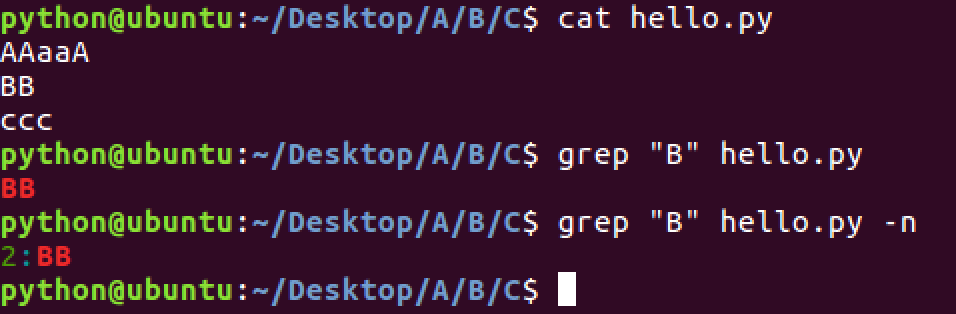 python@ubuntu:~/Desktop/A/B/C$ cat hello.py
AAaaA
BB
ccc
python@ubuntu:~/Desktop/A/B/C$ grep "B" hello.py
BB
python@ubuntu:~/Desktop/A/B/C$ grep "B" hello.py -n
2:BB
python@ubuntu:~/Desktop/A/B/C$